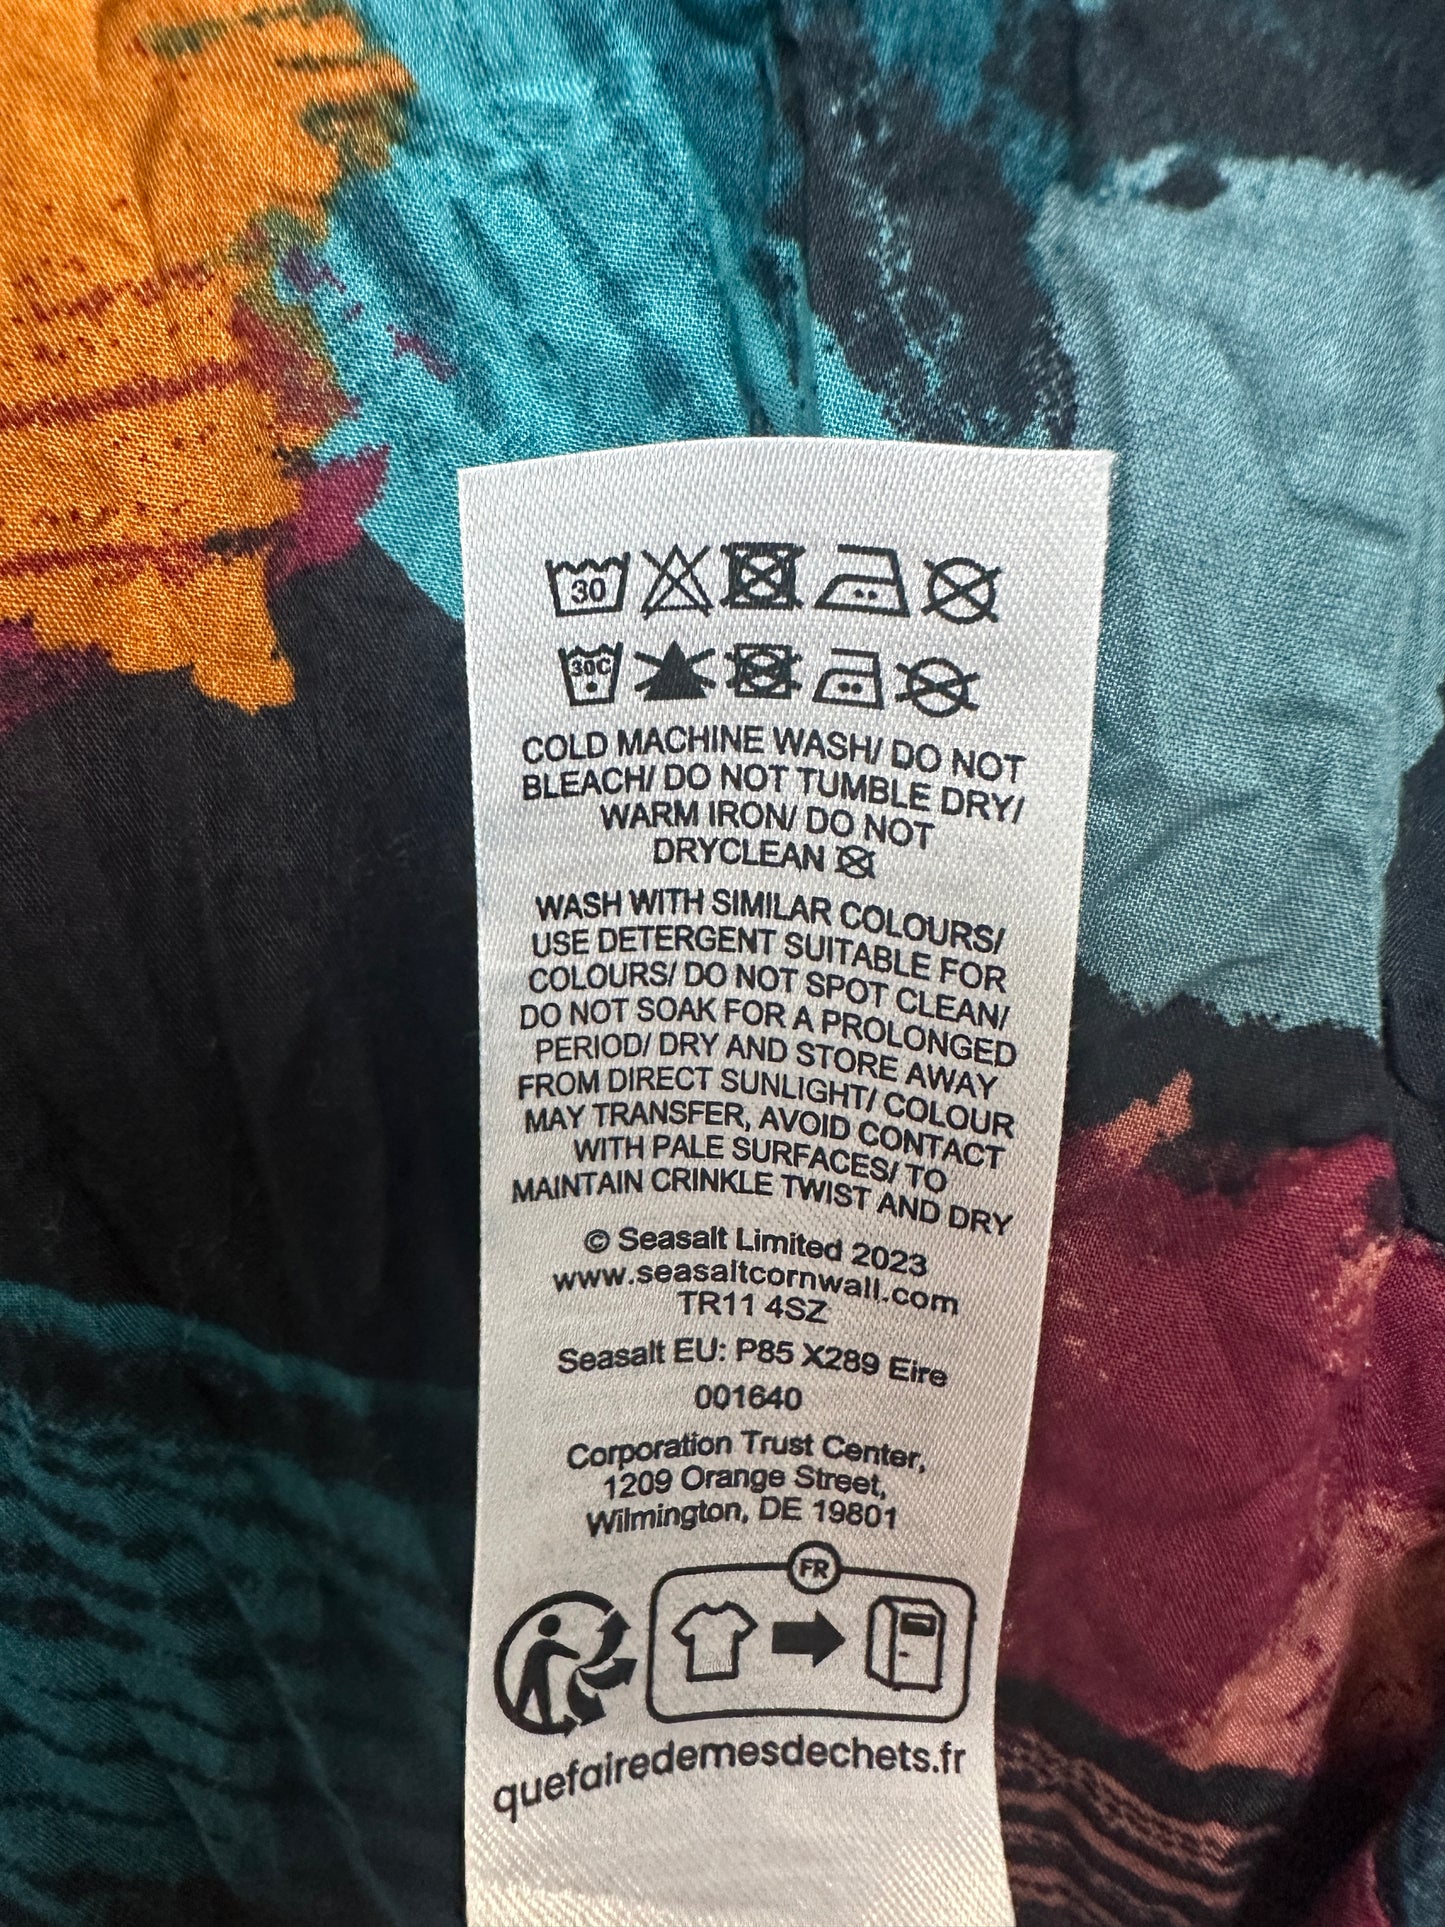 30
30C
COLD MACHINE WASH/ DO NOT
BLEACH/ DO NOT TUMBLE DRY/
WARM IRON/ DO NOT
DRYCLEAN
WASH WITH SIMILAR COLOURS/
USE DETERGENT SUITABLE FOR
COLOURS/ DO NOT SPOT CLEAN/
DO NOT SOAK FOR A PROLONGED
PERIOD/ DRY AND STORE AWAY
FROM DIRECT SUNLIGHT/ COLOUR
MAY TRANSFER, AVOID CONTACT
WITH PALE SURFACES/ TO
MAINTAIN CRINKLE TWIST AND DRY
© Seasalt Limited 2023
www.seasaltcornwall.com
TR11 4SZ
Seasalt EU: P85 X289 Eire
001640
Corporation Trust Center,
1209 Orange Street,
Wilmington, DE 19801
FR
quefairedemesdechets.fr